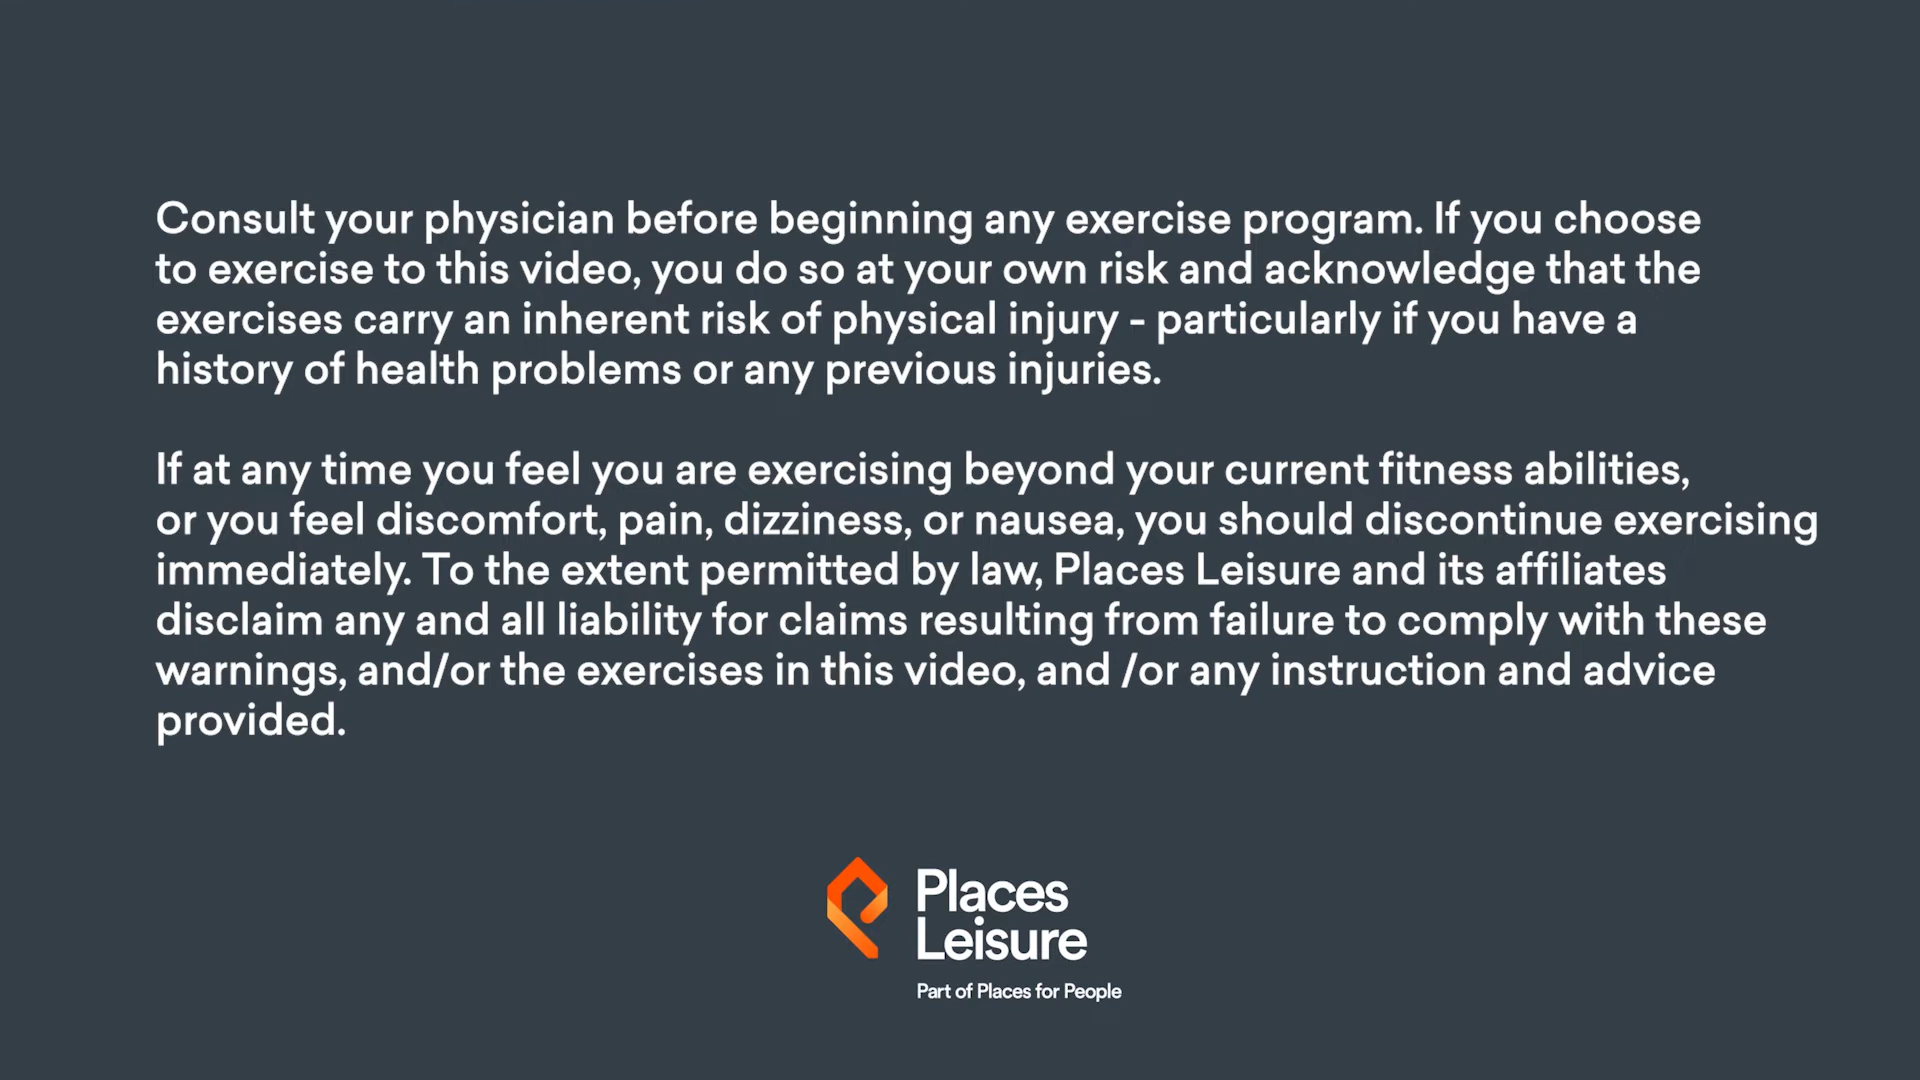 Consult your physician before beginning any exercise program. If you choose
to exercise to this video, you do so at your own risk and acknowledge that the
exercises carry an inherent risk of physical injury - particularly if you have a
history of health problems or any previous injuries.
If at any time you feel you are exercising beyond your current fitness abilities,
or you feel discomfort, pain, dizziness, or nausea, you should discontinue exercising
immediately. To the extent permitted by law, Places Leisure and its affiliates
disclaim any and all liability for claims resulting from failure to comply with these
warnings, and/or the exercises in this video, and /or any instruction and advice
provided.
Places
Leisure
Part of Places for People